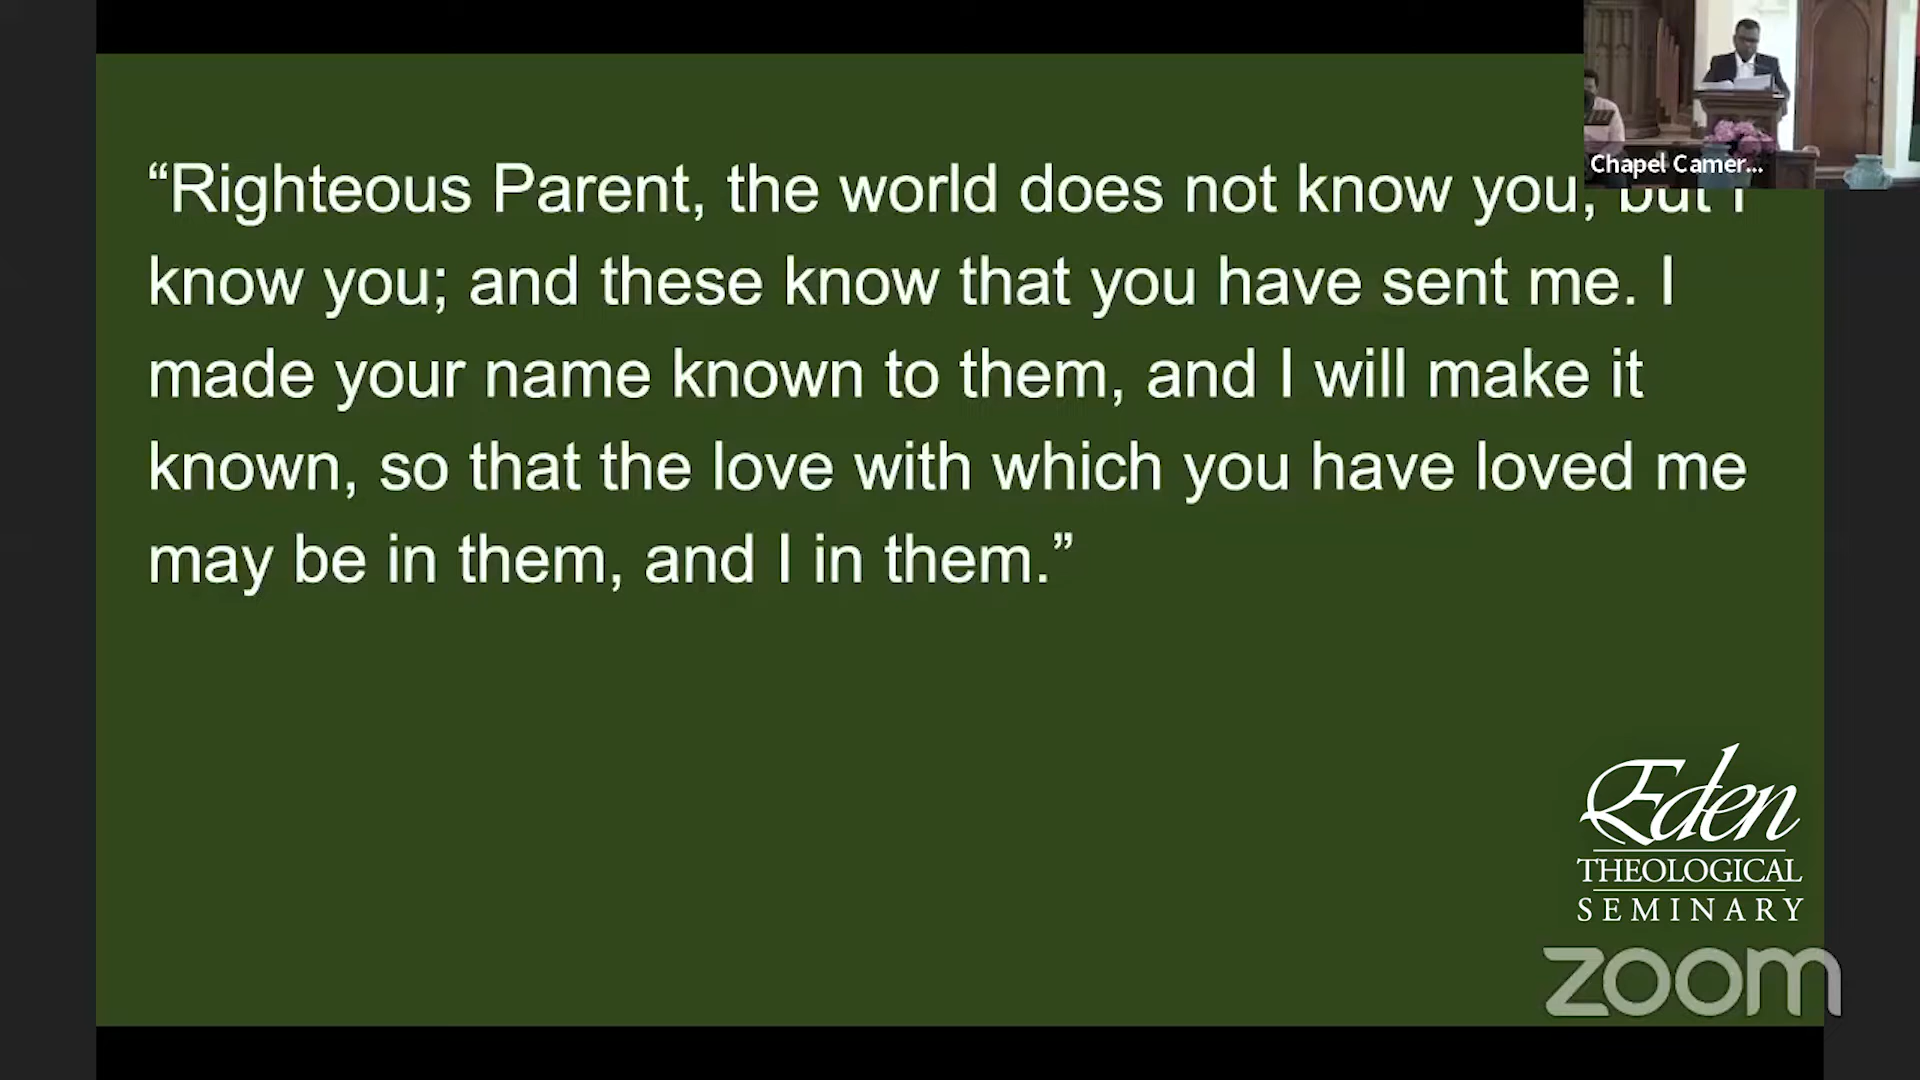 Chapel Camer...
“Righteous Parent, the world does not know you, but I
know you; and these know that you have sent me. I
made your name known to them, and I will make it
known, so that the love with which you have loved me
may be in them, and I in them.”
Eden
THEOLOGICAL
SEMINARY
zoom